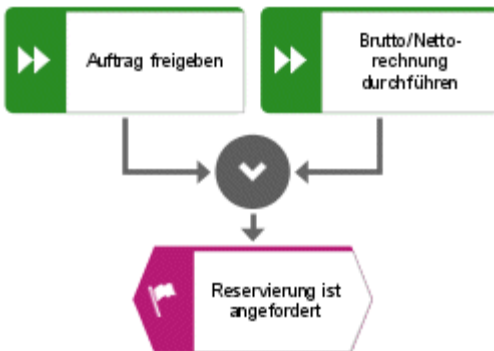 Auftrag freigeben
Brutto/Netto-
rechnung
durchführen
Reservierung ist
angefordert